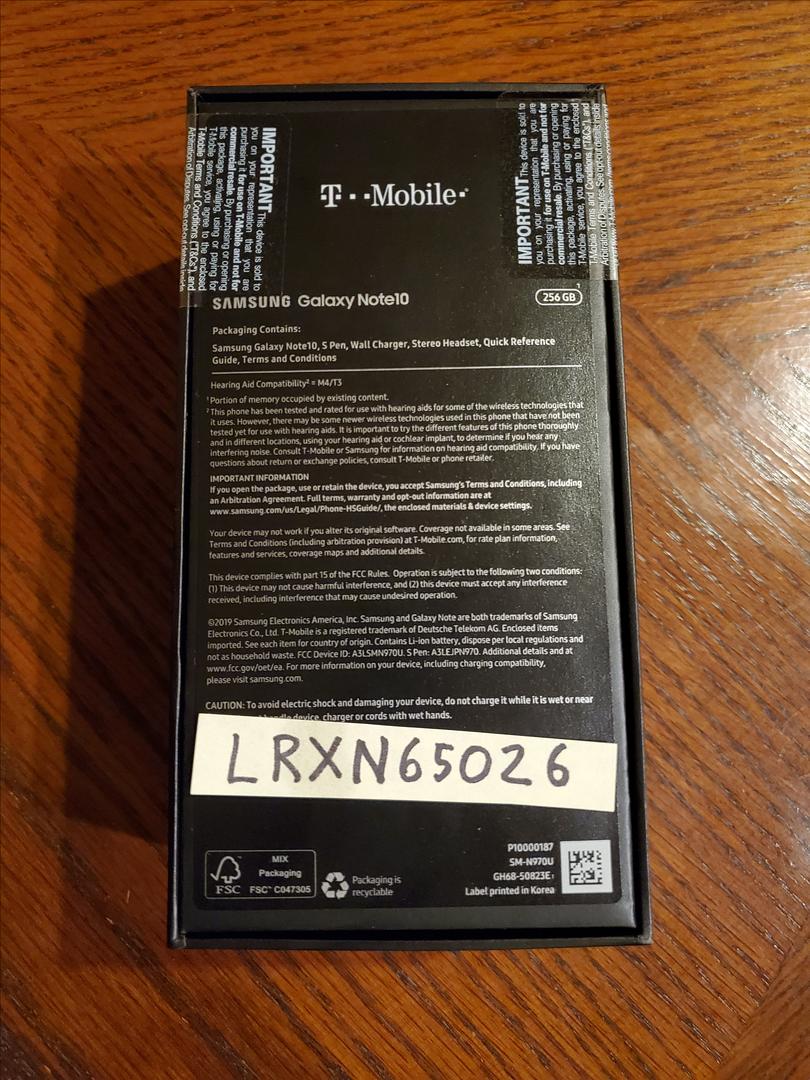 IMPORTANT This device is sold to
you on your representation that you are
purchasing it for use on T-Mobile and not for
commercial resale. By purchasing or opening
this package, activating, using or paying for
T-Mobile service, you agree to the enclosed
T-Mobile Terms and Conditions ("T&Cs"), and
Arbitration of Disputes. See opt-out details inside
IMPORTANT This device is sold to
you on your representation that you are
purchasing it for use on T-Mobile and not for
commercial resale. By purchasing or opening
this package, activating, using or paying for
T-Mobile service, you agree to the enclosed
T-Mobile Terms and Conditions ("T&Cs"), and
Arbitration of Disputes. See opt-out details inside
T··Mobile·®
SAMSUNG Galaxy Note10
256 GB¹
Packaging Contains:
Samsung Galaxy Note10, S Pen, Wall Charger, Stereo Headset, Quick Reference
Guide, Terms and Conditions
Hearing Aid Compatibility² = M4/T3
¹ Portion of memory occupied by existing content.
² This phone has been tested and rated for use with hearing aids for some of the wireless technologies that
it uses. However, there may be some newer wireless technologies used in this phone that have not been
tested yet for use with hearing aids. It is important to try the different features of this phone thoroughly
and in different locations, using your hearing aid or cochlear implant, to determine if you hear any
interfering noise. Consult T-Mobile or Samsung for information on hearing aid compatibility. If you have
questions about return or exchange policies, consult T-Mobile or phone retailer.
IMPORTANT INFORMATION
If you open the package, use or retain the device, you accept Samsung's Terms and Conditions, including
an Arbitration Agreement. Full terms, warranty and opt-out information are at
www.samsung.com/us/Legal/Phone-HSGuide/, the enclosed materials & device settings.
Your device may not work if you alter its original software. Coverage not available in some areas. See
Terms and Conditions (including arbitration provision) at T-Mobile.com, for rate plan information,
features and services, coverage maps and additional details.
This device complies with part 15 of the FCC Rules. Operation is subject to the following two conditions:
(1) This device may not cause harmful interference, and (2) this device must accept any interference
received, including interference that may cause undesired operation.
©2019 Samsung Electronics America, Inc. Samsung and Galaxy Note are both trademarks of Samsung
Electronics Co., Ltd. T-Mobile is a registered trademark of Deutsche Telekom AG. Enclosed items
imported. See each item for country of origin. Contains Li-ion battery, dispose per local regulations and
not as household waste. FCC Device ID: A3LSMN970U. S Pen: A3LEJPN970. Additional details and at
www.fcc.gov/oet/ea. For more information on your device, including charging compatibility,
please visit samsung.com.
CAUTION: To avoid electric shock and damaging your device, do not charge it while it is wet or near
handle device, charger or cords with wet hands.
LRXN65026
FSC
MIX
Packaging
FSC™ C047305
Packaging is
recyclable
P10000187
SM-N970U
GH68-50823E
Label printed in Korea